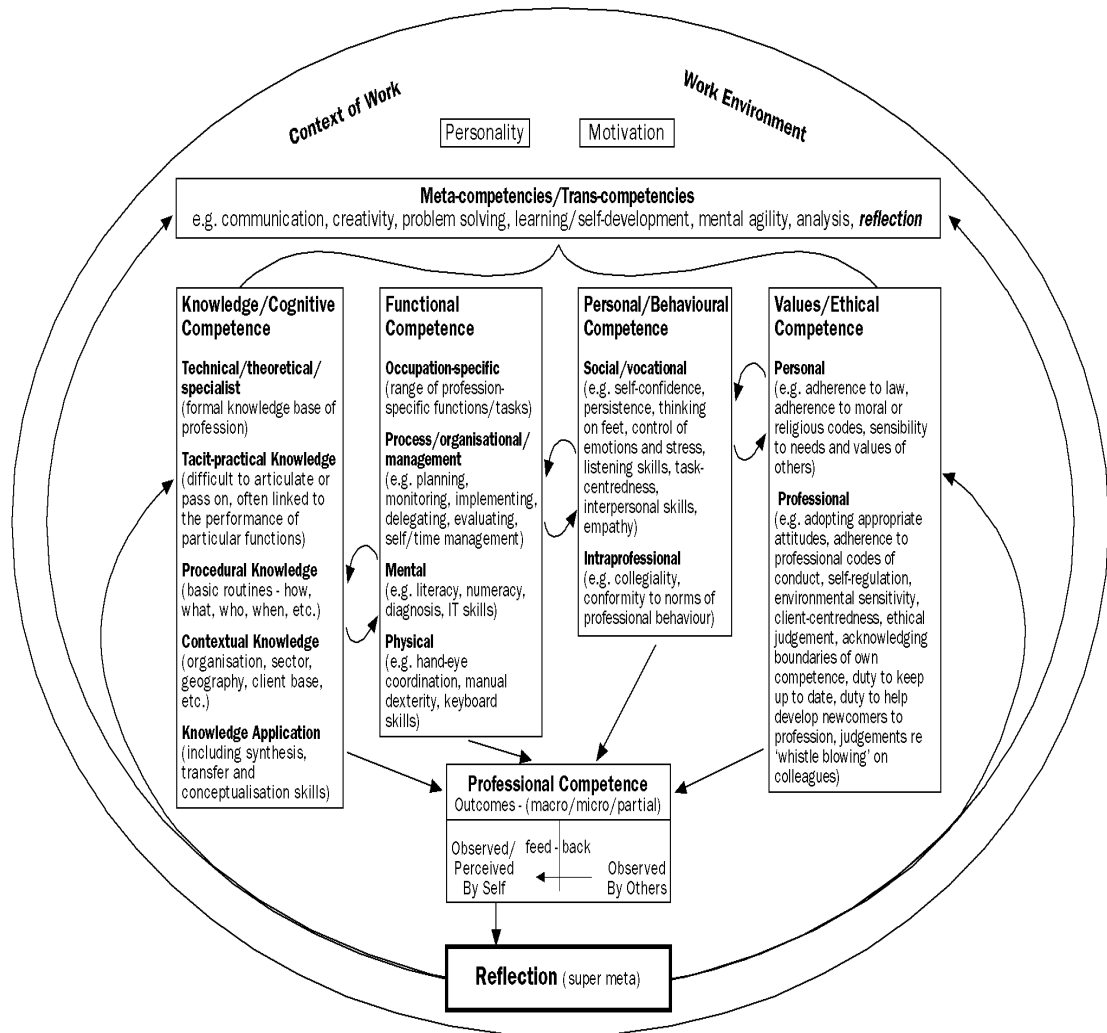 Context of Work
Work Environment
Personality
Motivation
Meta-competencies/Trans-competencies
e.g. communication, creativity, problem solving, learning/self-development, mental agility, analysis, reflection
Knowledge/Cognitive
Competence
Technical/theoretical/
specialist
(formal knowledge base of
profession)
Tacit-practical Knowledge
(difficult to articulate or
pass on, often linked to
the performance of
particular functions)
Procedural Knowledge
(basic routines - how,
what, who, when, etc.)
Contextual Knowledge
(organisation, sector,
geography, client base,
etc.)
Knowledge Application
(including synthesis,
transfer and
conceptualisation skills)
Functional
Competence
Occupation-specific
(range of profession-
specific functions/tasks)
Process/organisational/
management
(e.g. planning,
monitoring, implementing,
delegating, evaluating,
self/time management)
Mental
(e.g. literacy, numeracy,
diagnosis, IT skills)
Physical
(e.g. hand-eye
coordination, manual
dexterity, keyboard
skills)
Personal/Behavioural
Competence
Social/vocational
(e.g. self-confidence,
persistence, thinking
on feet, control of
emotions and stress,
listening skills, task-
centredness,
interpersonal skills,
empathy)
Intraprofessional
(e.g. collegiality,
conformity to norms of
professional behaviour)
Values/Ethical
Competence
Personal
(e.g. adherence to law,
adherence to moral or
religious codes, sensibility
to needs and values of
others)
Professional
(e.g. adopting appropriate
attitudes, adherence to
professional codes of
conduct, self-regulation,
environmental sensitivity,
client-centredness, ethical
judgement, acknowledging
boundaries of own
competence, duty to keep
up to date, duty to help
develop newcomers to
profession, judgements re
'whistle blowing' on
colleagues)
Professional Competence
Outcomes - (macro/micro/partial)
Observed/
Perceived
By Self
feed - back
Observed
By Others
Reflection (super meta)